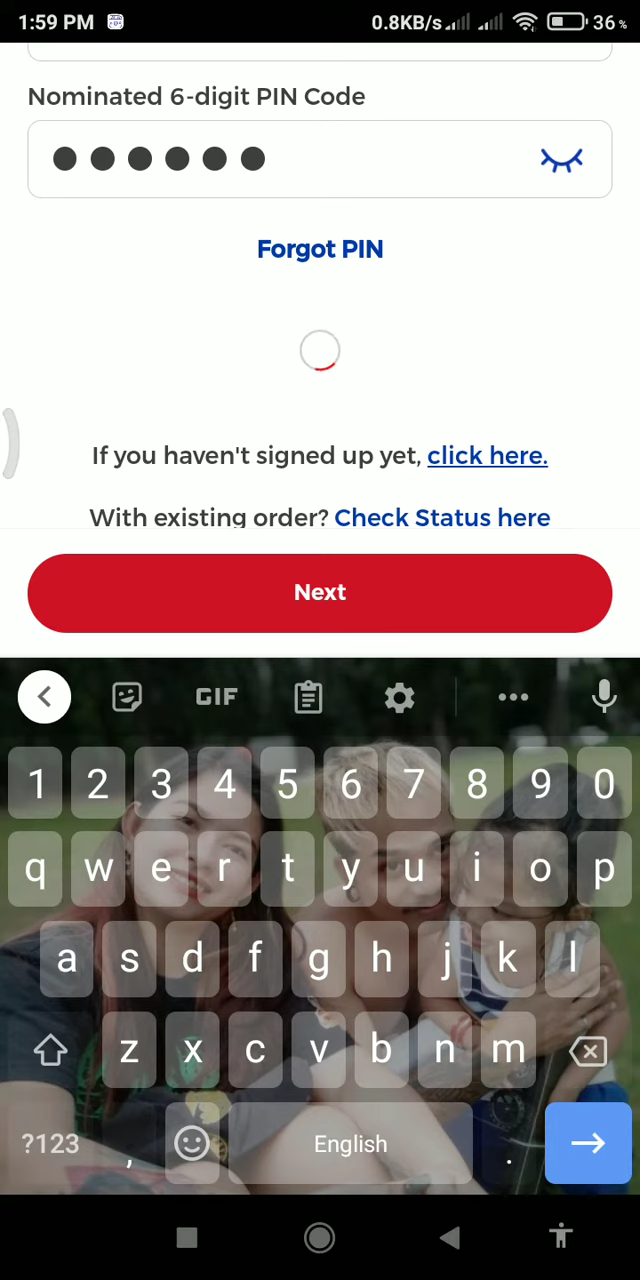 1:59 PM 0.8KB/s 36%
Nominated 6-digit PIN Code
Forgot PIN
If you haven't signed up yet, click here.
With existing order? Check Status here
Next
GIF
1 2 3 4 5 6 7 8 9 0
q w e r t y u i o p
a s d f g h j k l
z x c v b n m
?123 , English .